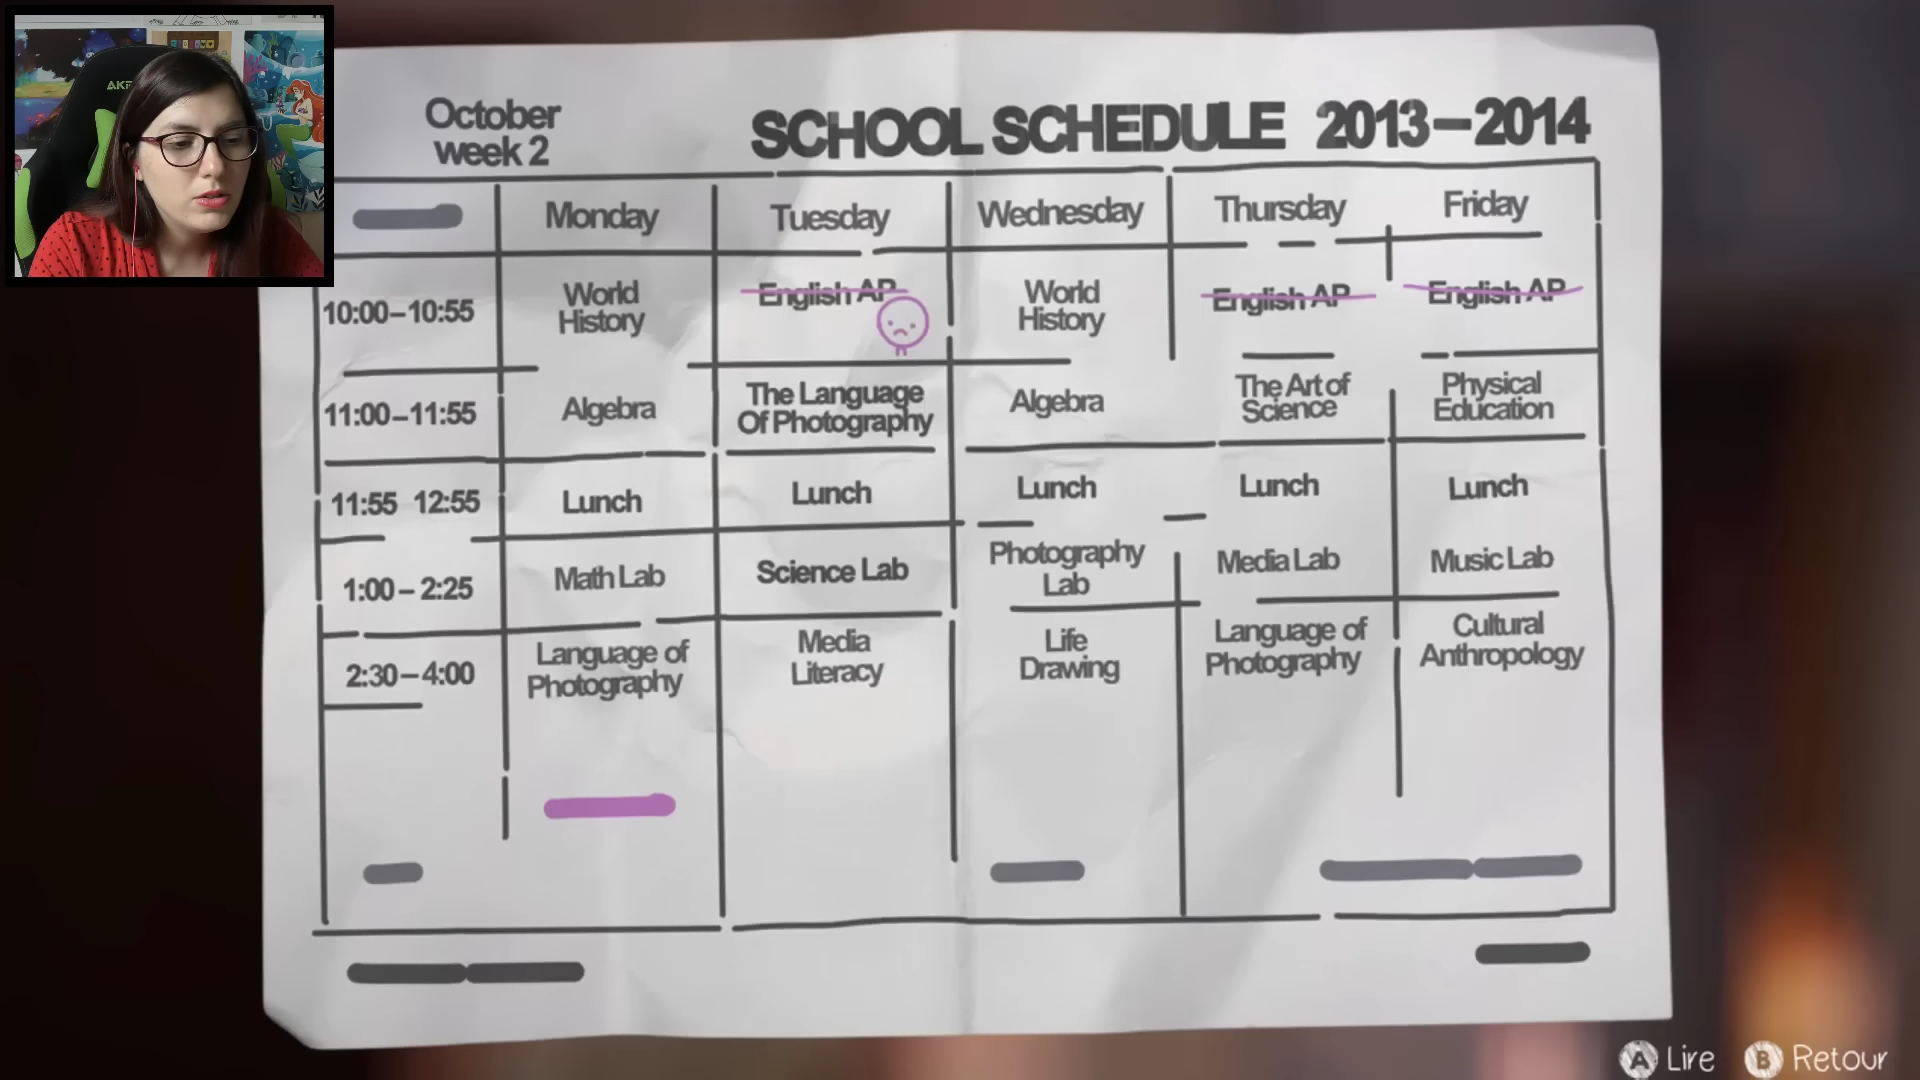 AK
October
week 2
SCHOOL SCHEDULE 2013-2014
Monday
Tuesday
Wednesday
Thursday
Friday
10:00-10:55
World
History
English AP
World
History
English AP
English AP
11:00-11:55
Algebra
The Language
Of Photography
Algebra
The Art of
Science
Physical
Education
11:55 12:55
Lunch
Lunch
Lunch
Lunch
Lunch
1:00-2:25
Math Lab
Science Lab
Photography
Lab
Media Lab
Music Lab
2:30-4:00
Language of
Photography
Media
Literacy
Life
Drawing
Language of
Photography
Cultural
Anthropology
A Lire
B Retour